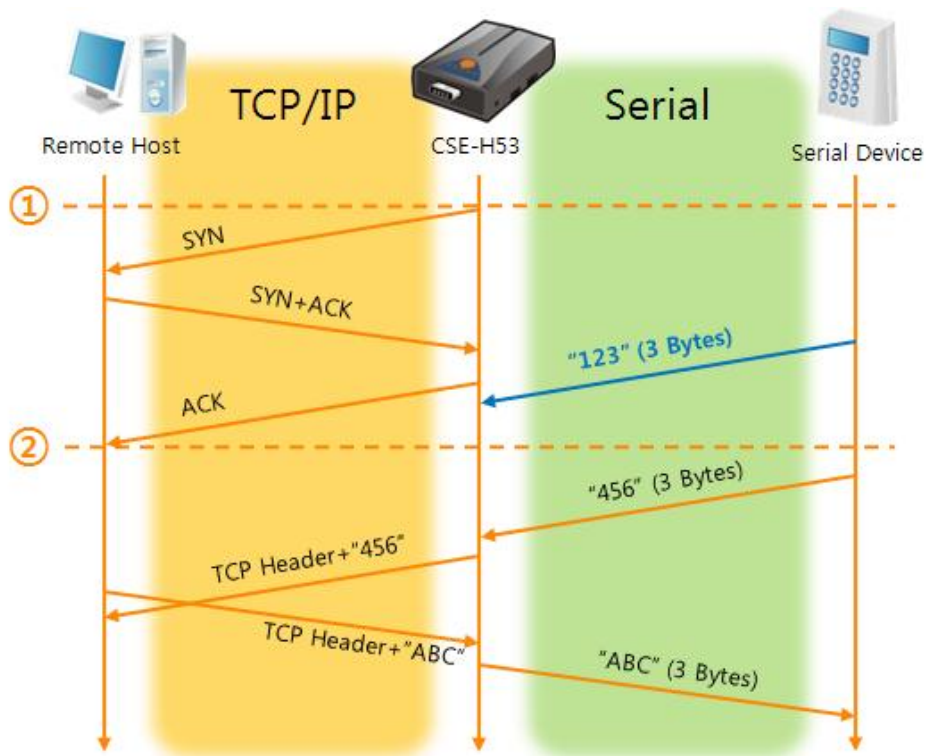 TCP/IP
Serial
Remote Host
CSE-H53
Serial Device
①
SYN
SYN+ACK
“123” (3 Bytes)
ACK
②
“456” (3 Bytes)
TCP Header+“456”
TCP Header+“ABC”
“ABC” (3 Bytes)